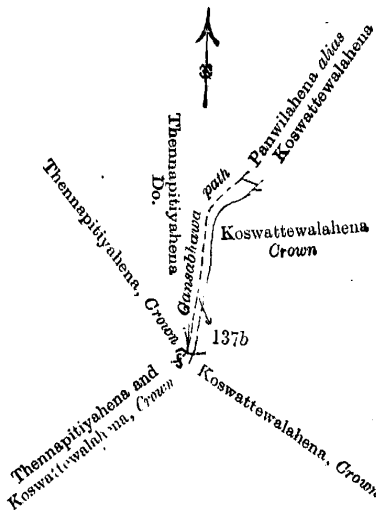 Panwilahena alias
Koswattewalahena
Thennapitiyahena
Do.
Gansabhawa path
Koswattewalahena
Crown
Thennapitiyahena, Crown
137b
Thennapitiyahena and
Koswattewalahena, Crown
Koswattewalahena, Crown